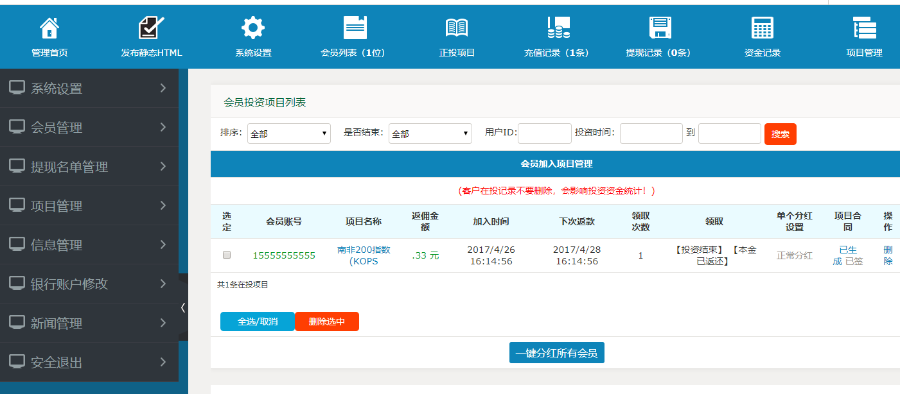 管理首页
发布静态HTML
系统设置
会员列表（1位）
正投项目
充值记录（1条）
提现记录（0条）
资金记录
项目管理
系统设置
会员管理
提现名单管理
项目管理
信息管理
银行账户修改
新闻管理
安全退出
会员投资项目列表
排序： 全部 是否结束： 全部 用户ID： 投资时间： 到 搜索
会员加入项目管理
(客户在投记录不要删除，会影响投资资金统计！)
选定 会员账号 项目名称 返佣金额 加入时间 下次返款 领取次数 领取 单个分红设置 项目合同 操作
15555555555 南非200指数(KOPS .33 元 2017/4/26 16:14:56 2017/4/28 16:14:56 1 【投资结束】【本金已返还】 正常分红 已生成 已签 删除
共1条在投项目
全选/取消 删除选中
一键分红所有会员